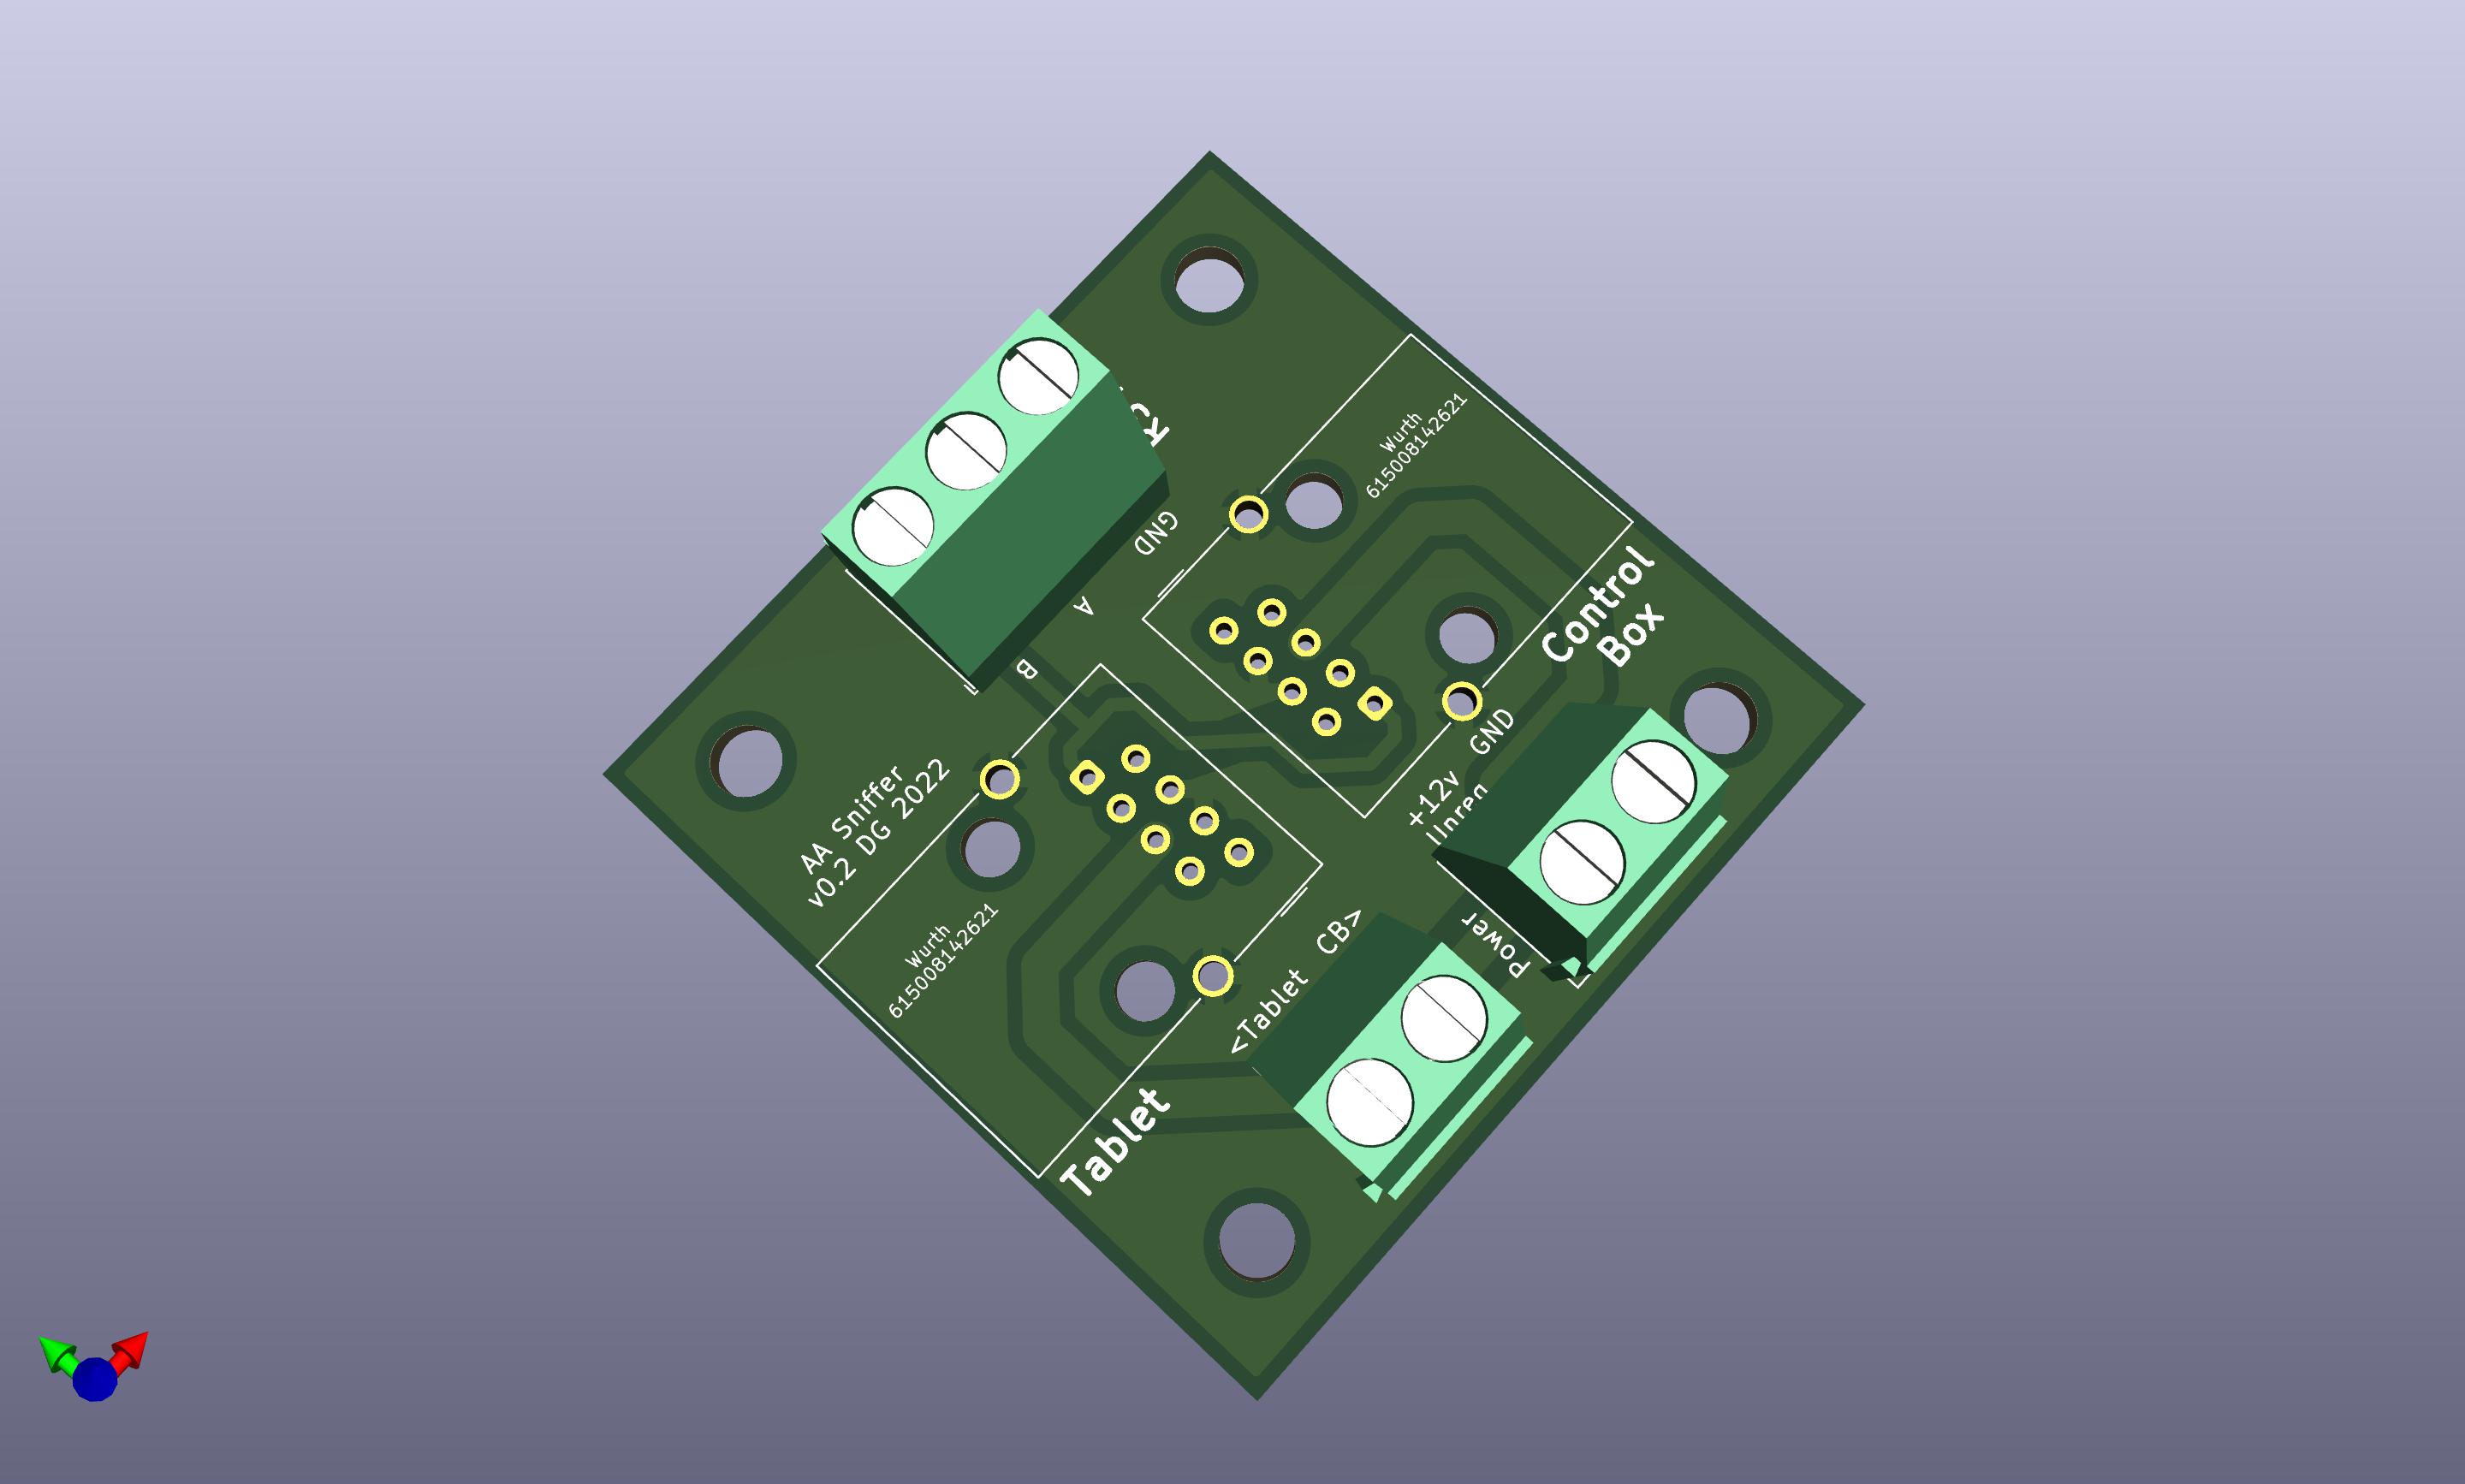 Wurth
615008142621
GND
A
B
Control
Box
GND
+12v
AA Sniffer
v0.2 DG 2022
Wurth
615008142621
CB>
<Tablet
Power
Tablet